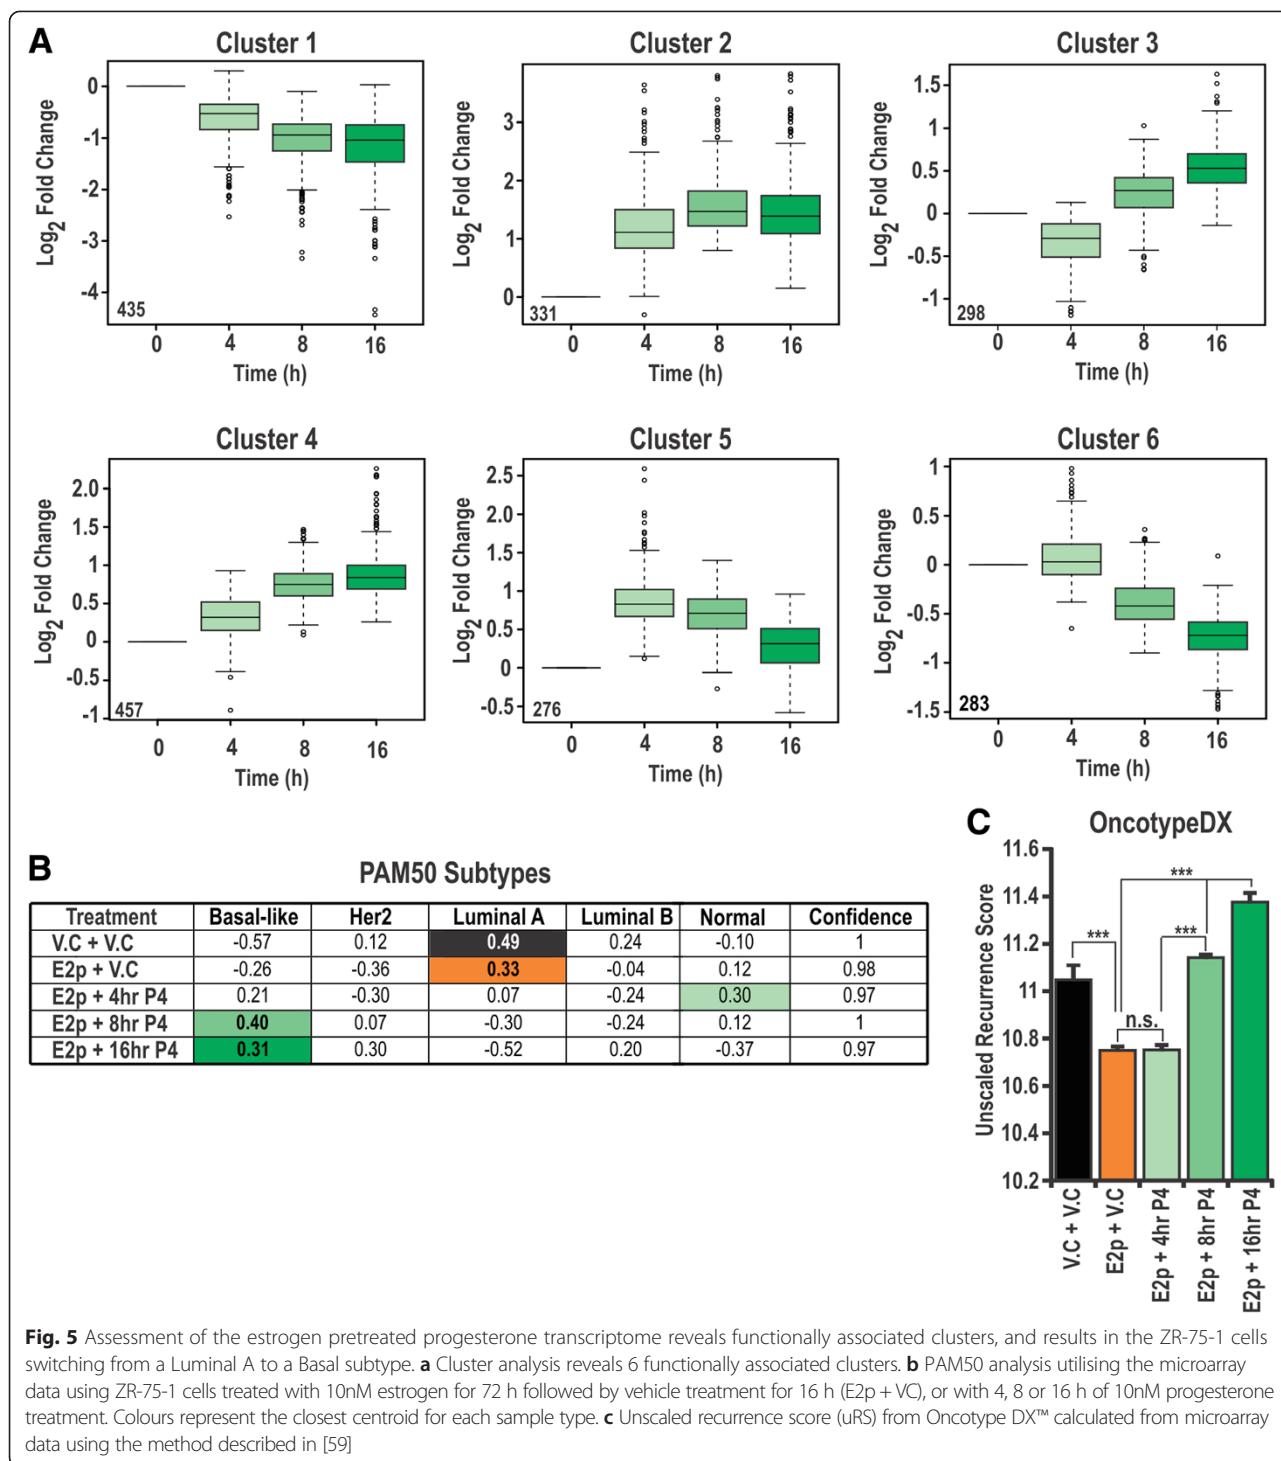 A
Cluster 1
Log2 Fold Change
0
-1
-2
-3
-4
435
0 4 8 16
Time (h)
Cluster 2
Log2 Fold Change
3
2
1
0
331
0 4 8 16
Time (h)
Cluster 3
Log2 Fold Change
1.5
1
0.5
0
-0.5
-1
298
0 4 8 16
Time (h)
Cluster 4
Log2 Fold Change
2.0
1.5
1
0.5
0
-0.5
-1
457
0 4 8 16
Time (h)
Cluster 5
Log2 Fold Change
2.5
2.0
1.5
1
0.5
0
-0.5
276
0 4 8 16
Time (h)
Cluster 6
Log2 Fold Change
1
0.5
0
-0.5
-1
-1.5
283
0 4 8 16
Time (h)
B
PAM50 Subtypes
Treatment Basal-like Her2 Luminal A Luminal B Normal Confidence
V.C + V.C -0.57 0.12 0.49 0.24 -0.10 1
E2p + V.C -0.26 -0.36 0.33 -0.04 0.12 0.98
E2p + 4hr P4 0.21 -0.30 0.07 -0.24 0.30 0.97
E2p + 8hr P4 0.40 0.07 -0.30 -0.24 0.12 1
E2p + 16hr P4 0.31 0.30 -0.52 0.20 -0.37 0.97
C
OncotypeDX
Unscaled Recurrence Score
11.6
11.4
11.2
11
10.8
10.6
10.4
10.2
***
***
***
n.s.
V.C + V.C
E2p + V.C
E2p + 4hr P4
E2p + 8hr P4
E2p + 16hr P4
Fig. 5 Assessment of the estrogen pretreated progesterone transcriptome reveals functionally associated clusters, and results in the ZR-75-1 cells
switching from a Luminal A to a Basal subtype. a Cluster analysis reveals 6 functionally associated clusters. b PAM50 analysis utilising the microarray
data using ZR-75-1 cells treated with 10nM estrogen for 72 h followed by vehicle treatment for 16 h (E2p + VC), or with 4, 8 or 16 h of 10nM progesterone
treatment. Colours represent the closest centroid for each sample type. c Unscaled recurrence score (uRS) from Oncotype DX™ calculated from microarray
data using the method described in [59]